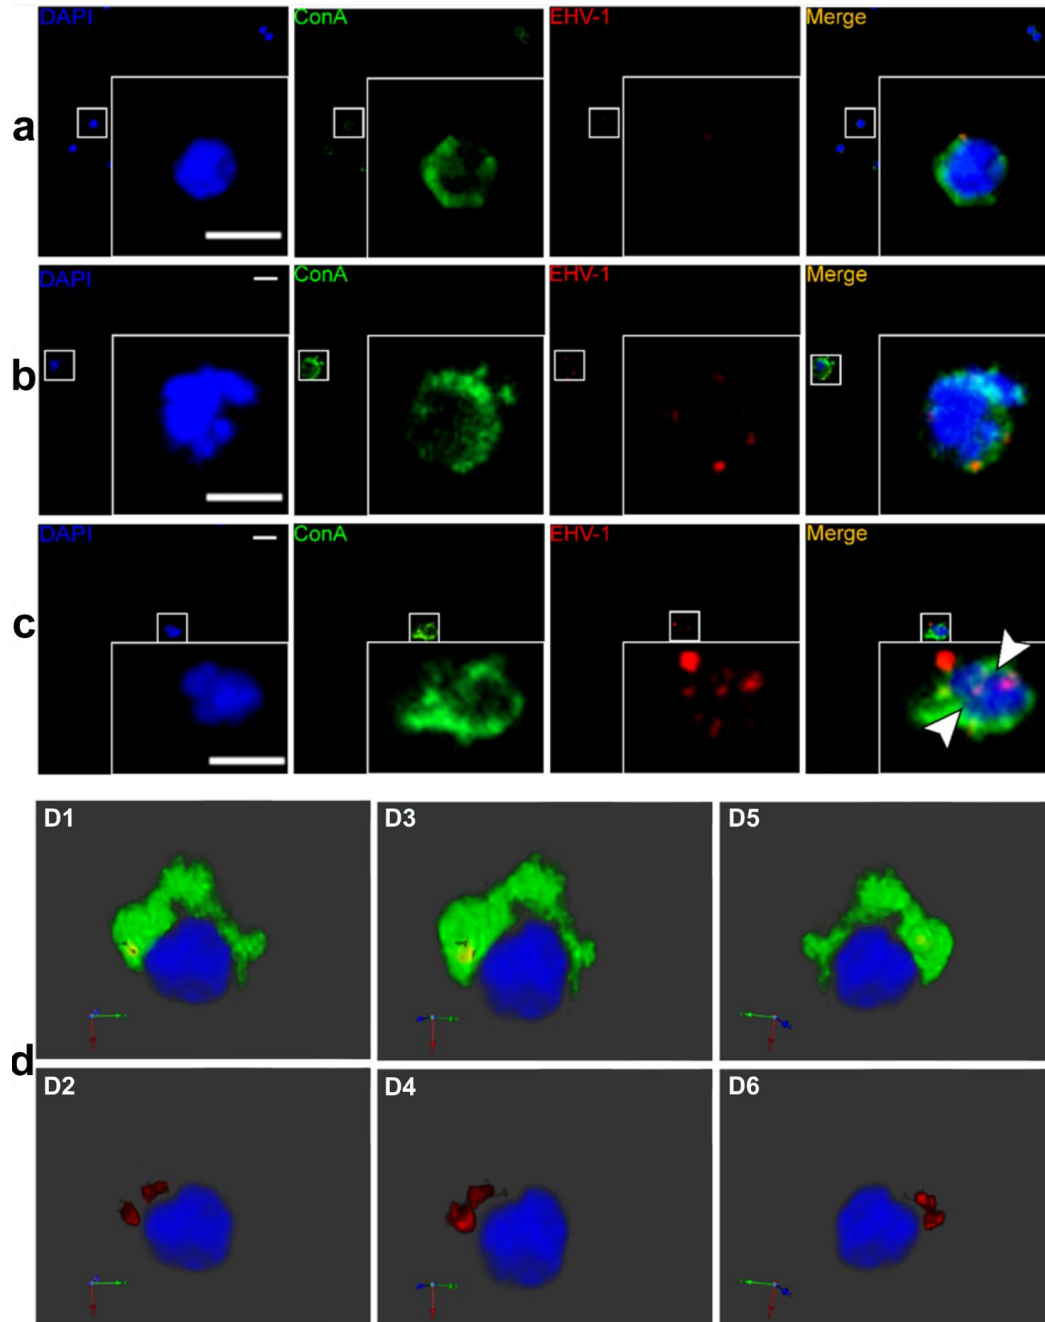 DAPI ConA EHV-1 Merge
a
DAPI ConA EHV-1 Merge
b
DAPI ConA EHV-1 Merge
c
D1 D3 D5
d
D2 D4 D6